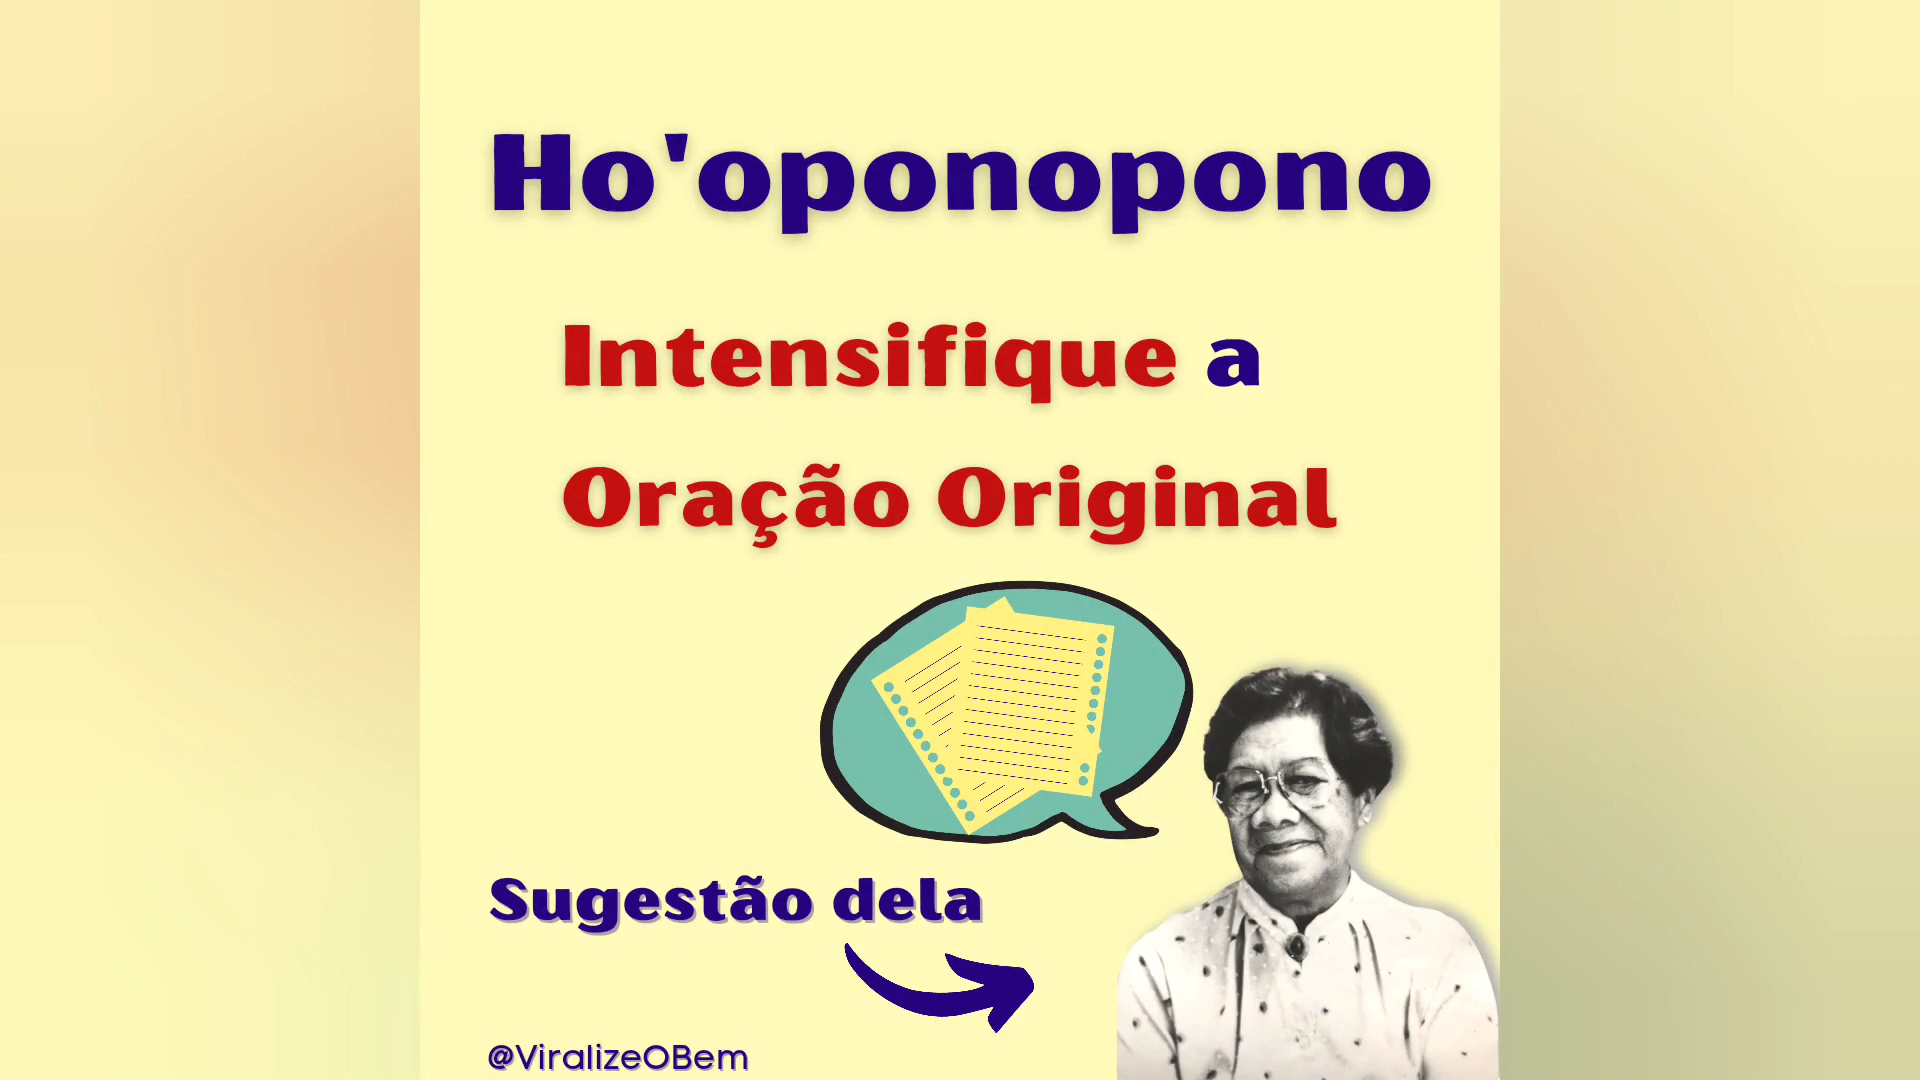 Ho'oponopono
Intensifique a
Oração Original
Sugestão dela
@ViralizeOBem